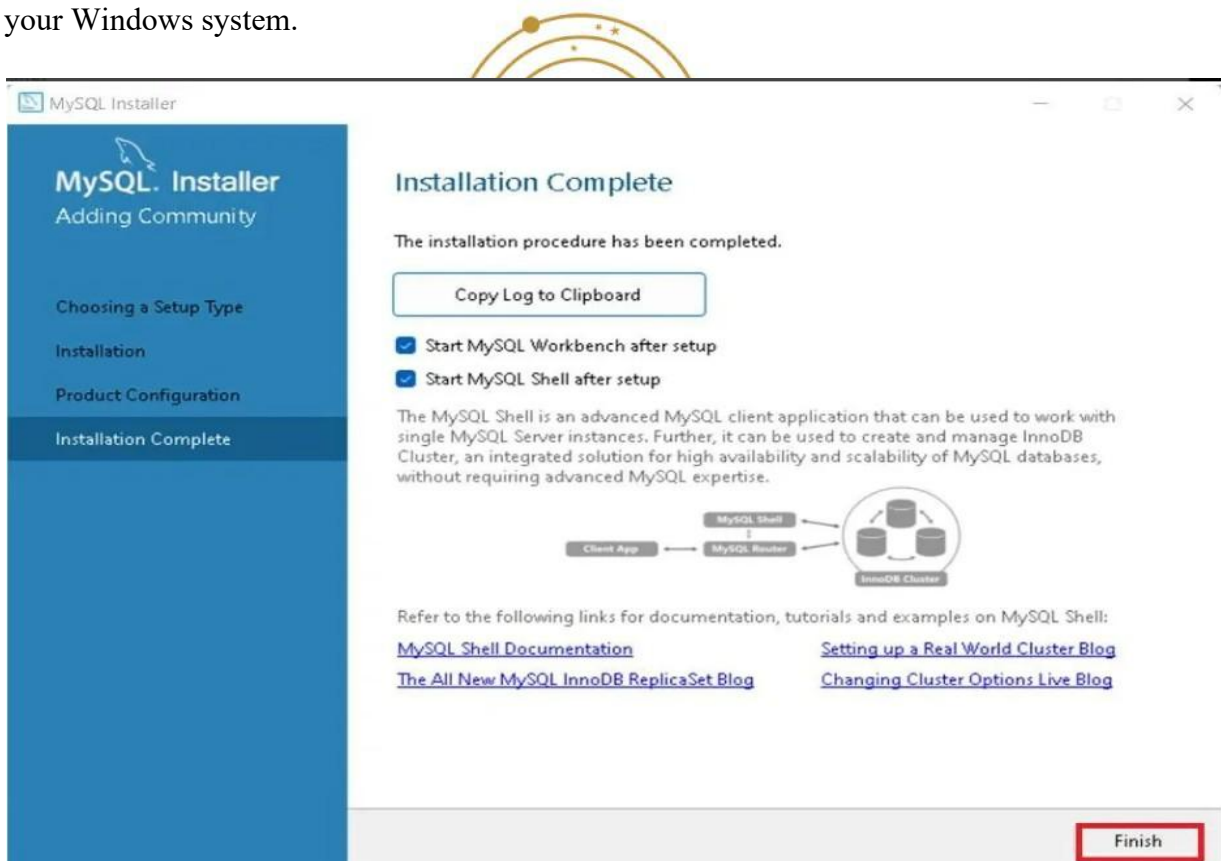 your Windows system.
MySQL Installer
MySQL. Installer
Adding Community
Choosing a Setup Type
Installation
Product Configuration
Installation Complete
Installation Complete
The installation procedure has been completed.
Copy Log to Clipboard
Start MySQL Workbench after setup
Start MySQL Shell after setup
The MySQL Shell is an advanced MySQL client application that can be used to work with
single MySQL Server instances. Further, it can be used to create and manage InnoDB
Cluster, an integrated solution for high availability and scalability of MySQL databases,
without requiring advanced MySQL expertise.
MySQL Shell
Client App
MySQL Router
InnoDB Cluster
Refer to the following links for documentation, tutorials and examples on MySQL Shell:
MySQL Shell Documentation
Setting up a Real World Cluster Blog
The All New MySQL InnoDB ReplicaSet Blog
Changing Cluster Options Live Blog
Finish